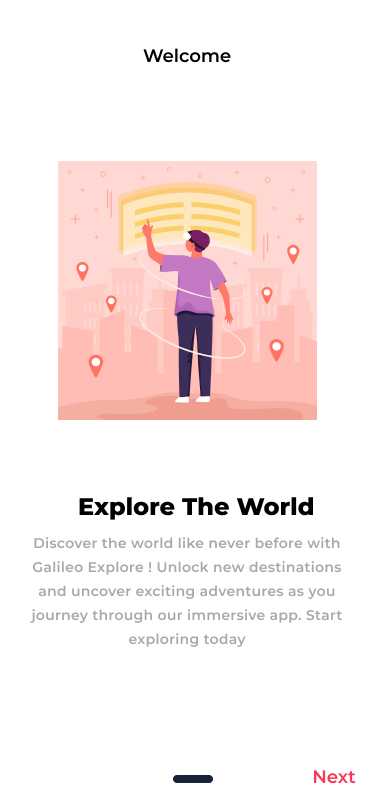 Welcome
Explore The World
Discover the world like never before with
Galileo Explore ! Unlock new destinations
and uncover exciting adventures as you
journey through our immersive app. Start
exploring today
Next